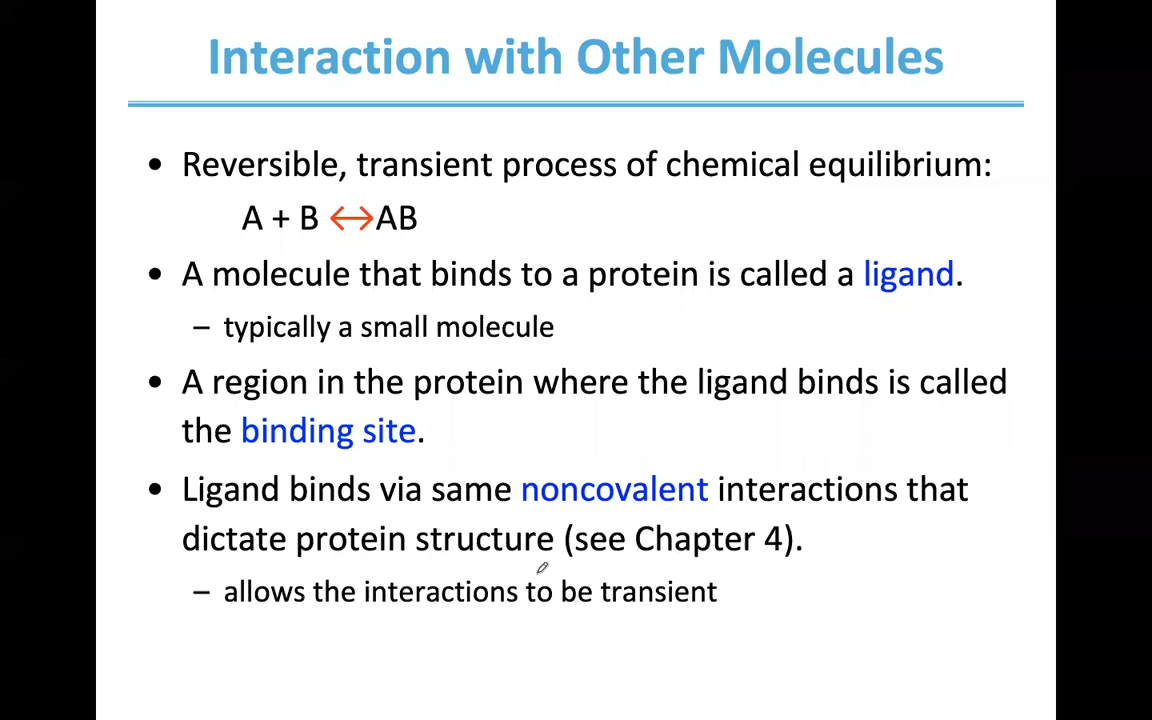 Interaction with Other Molecules
• Reversible, transient process of chemical equilibrium:
A + B ↔AB
• A molecule that binds to a protein is called a ligand.
– typically a small molecule
• A region in the protein where the ligand binds is called
the binding site.
• Ligand binds via same noncovalent interactions that
dictate protein structure (see Chapter 4).
– allows the interactions to be transient